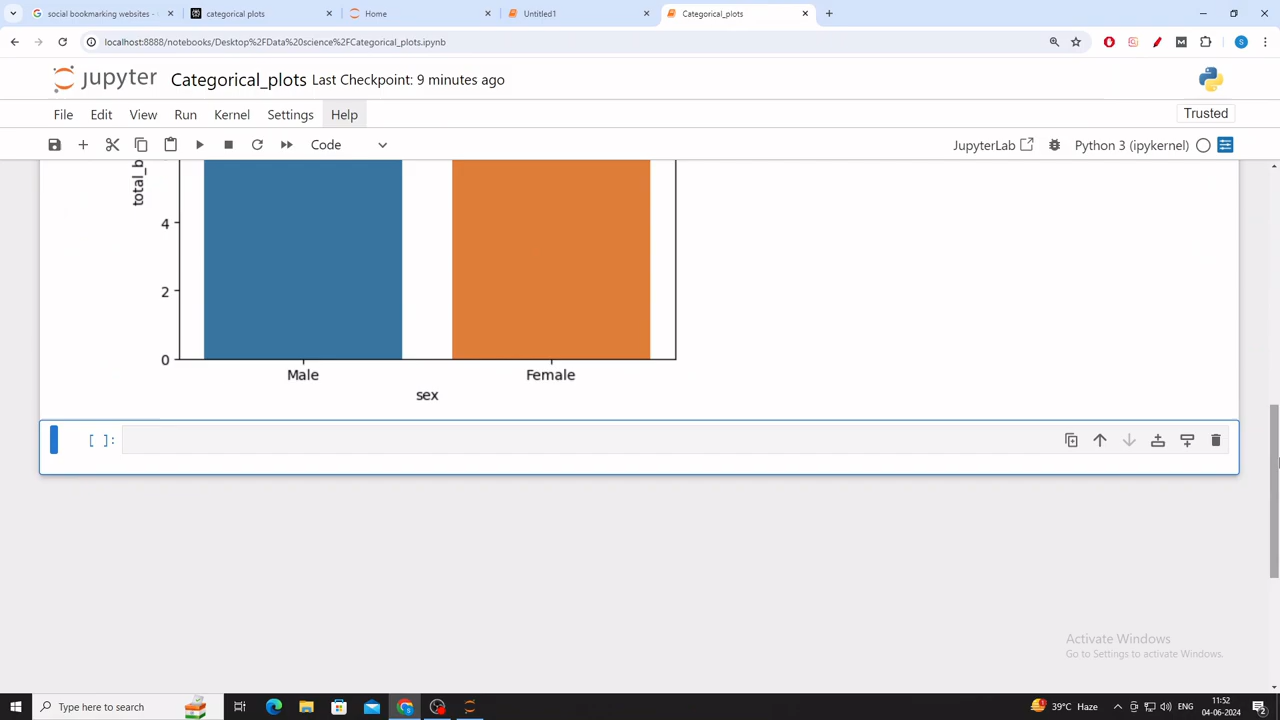 social bookmarking websites -
categorical plots
Home
Untitled1
Categorical_plots
localhost:8888/notebooks/Desktop%2FData%20science%2FCategorical_plots.ipynb
jupyter Categorical_plots Last Checkpoint: 9 minutes ago
File Edit View Run Kernel Settings Help
Trusted
Code
JupyterLab
Python 3 (ipykernel)
total_b
4
2
0
Male Female
sex
[ ]:
Activate Windows
Go to Settings to activate Windows.
Type here to search
39°C Haze
ENG
11:52
04-06-2024
2